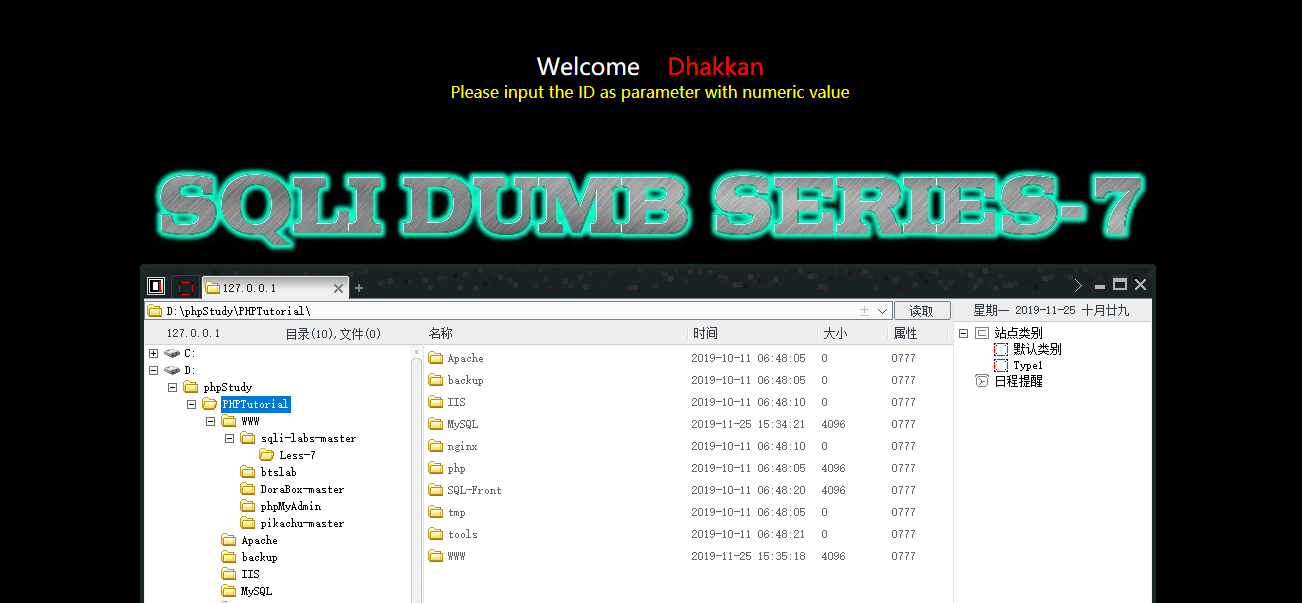 Welcome Dhakkan
Please input the ID as parameter with numeric value
SQLI DUMB SERIES-7
127.0.0.1
D:\phpStudy\PHPTutorial\
读取
星期一 2019-11-25 十月廿九
127.0.0.1 目录(10),文件(0)
名称 时间 大小 属性
C:
D:
phpStudy
PHPTutorial
WWW
sqli-labs-master
Less-7
btslab
DoraBox-master
phpMyAdmin
pikachu-master
Apache
backup
IIS
MySQL
Apache 2019-10-11 06:48:05 0 0777
backup 2019-10-11 06:48:05 0 0777
IIS 2019-10-11 06:48:10 0 0777
MySQL 2019-11-25 15:34:21 4096 0777
nginx 2019-10-11 06:48:10 0 0777
php 2019-10-11 06:48:05 4096 0777
SQL-Front 2019-10-11 06:48:20 4096 0777
tmp 2019-10-11 06:48:05 0 0777
tools 2019-10-11 06:48:21 0 0777
WWW 2019-11-25 15:35:18 4096 0777
站点类别
默认类别
Type1
日程提醒